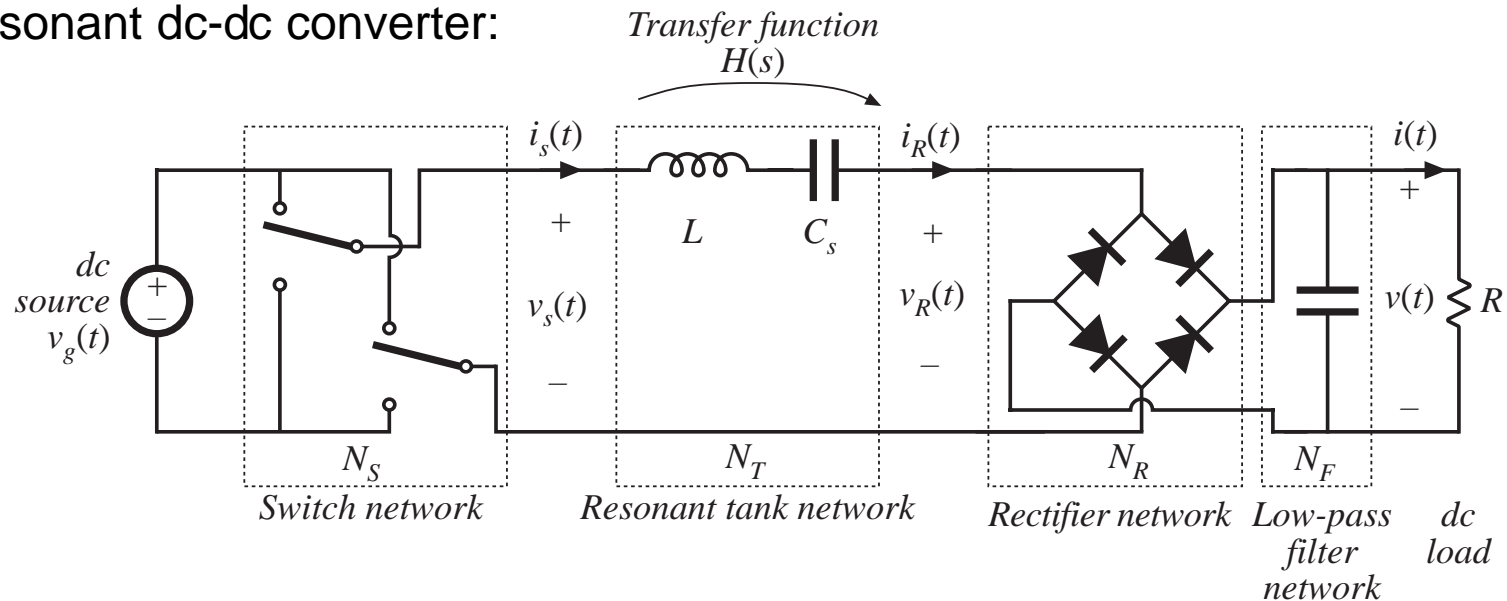 sonant dc-dc converter:
Transfer function
H(s)
i_s(t)
i_R(t)
i(t)
+
+
+
L
C_s
dc
source
v_g(t)
+
–
v_s(t)
v_R(t)
v(t)
R
–
–
–
N_S
N_T
N_R
N_F
Switch network
Resonant tank network
Rectifier network
Low-pass
filter
network
dc
load